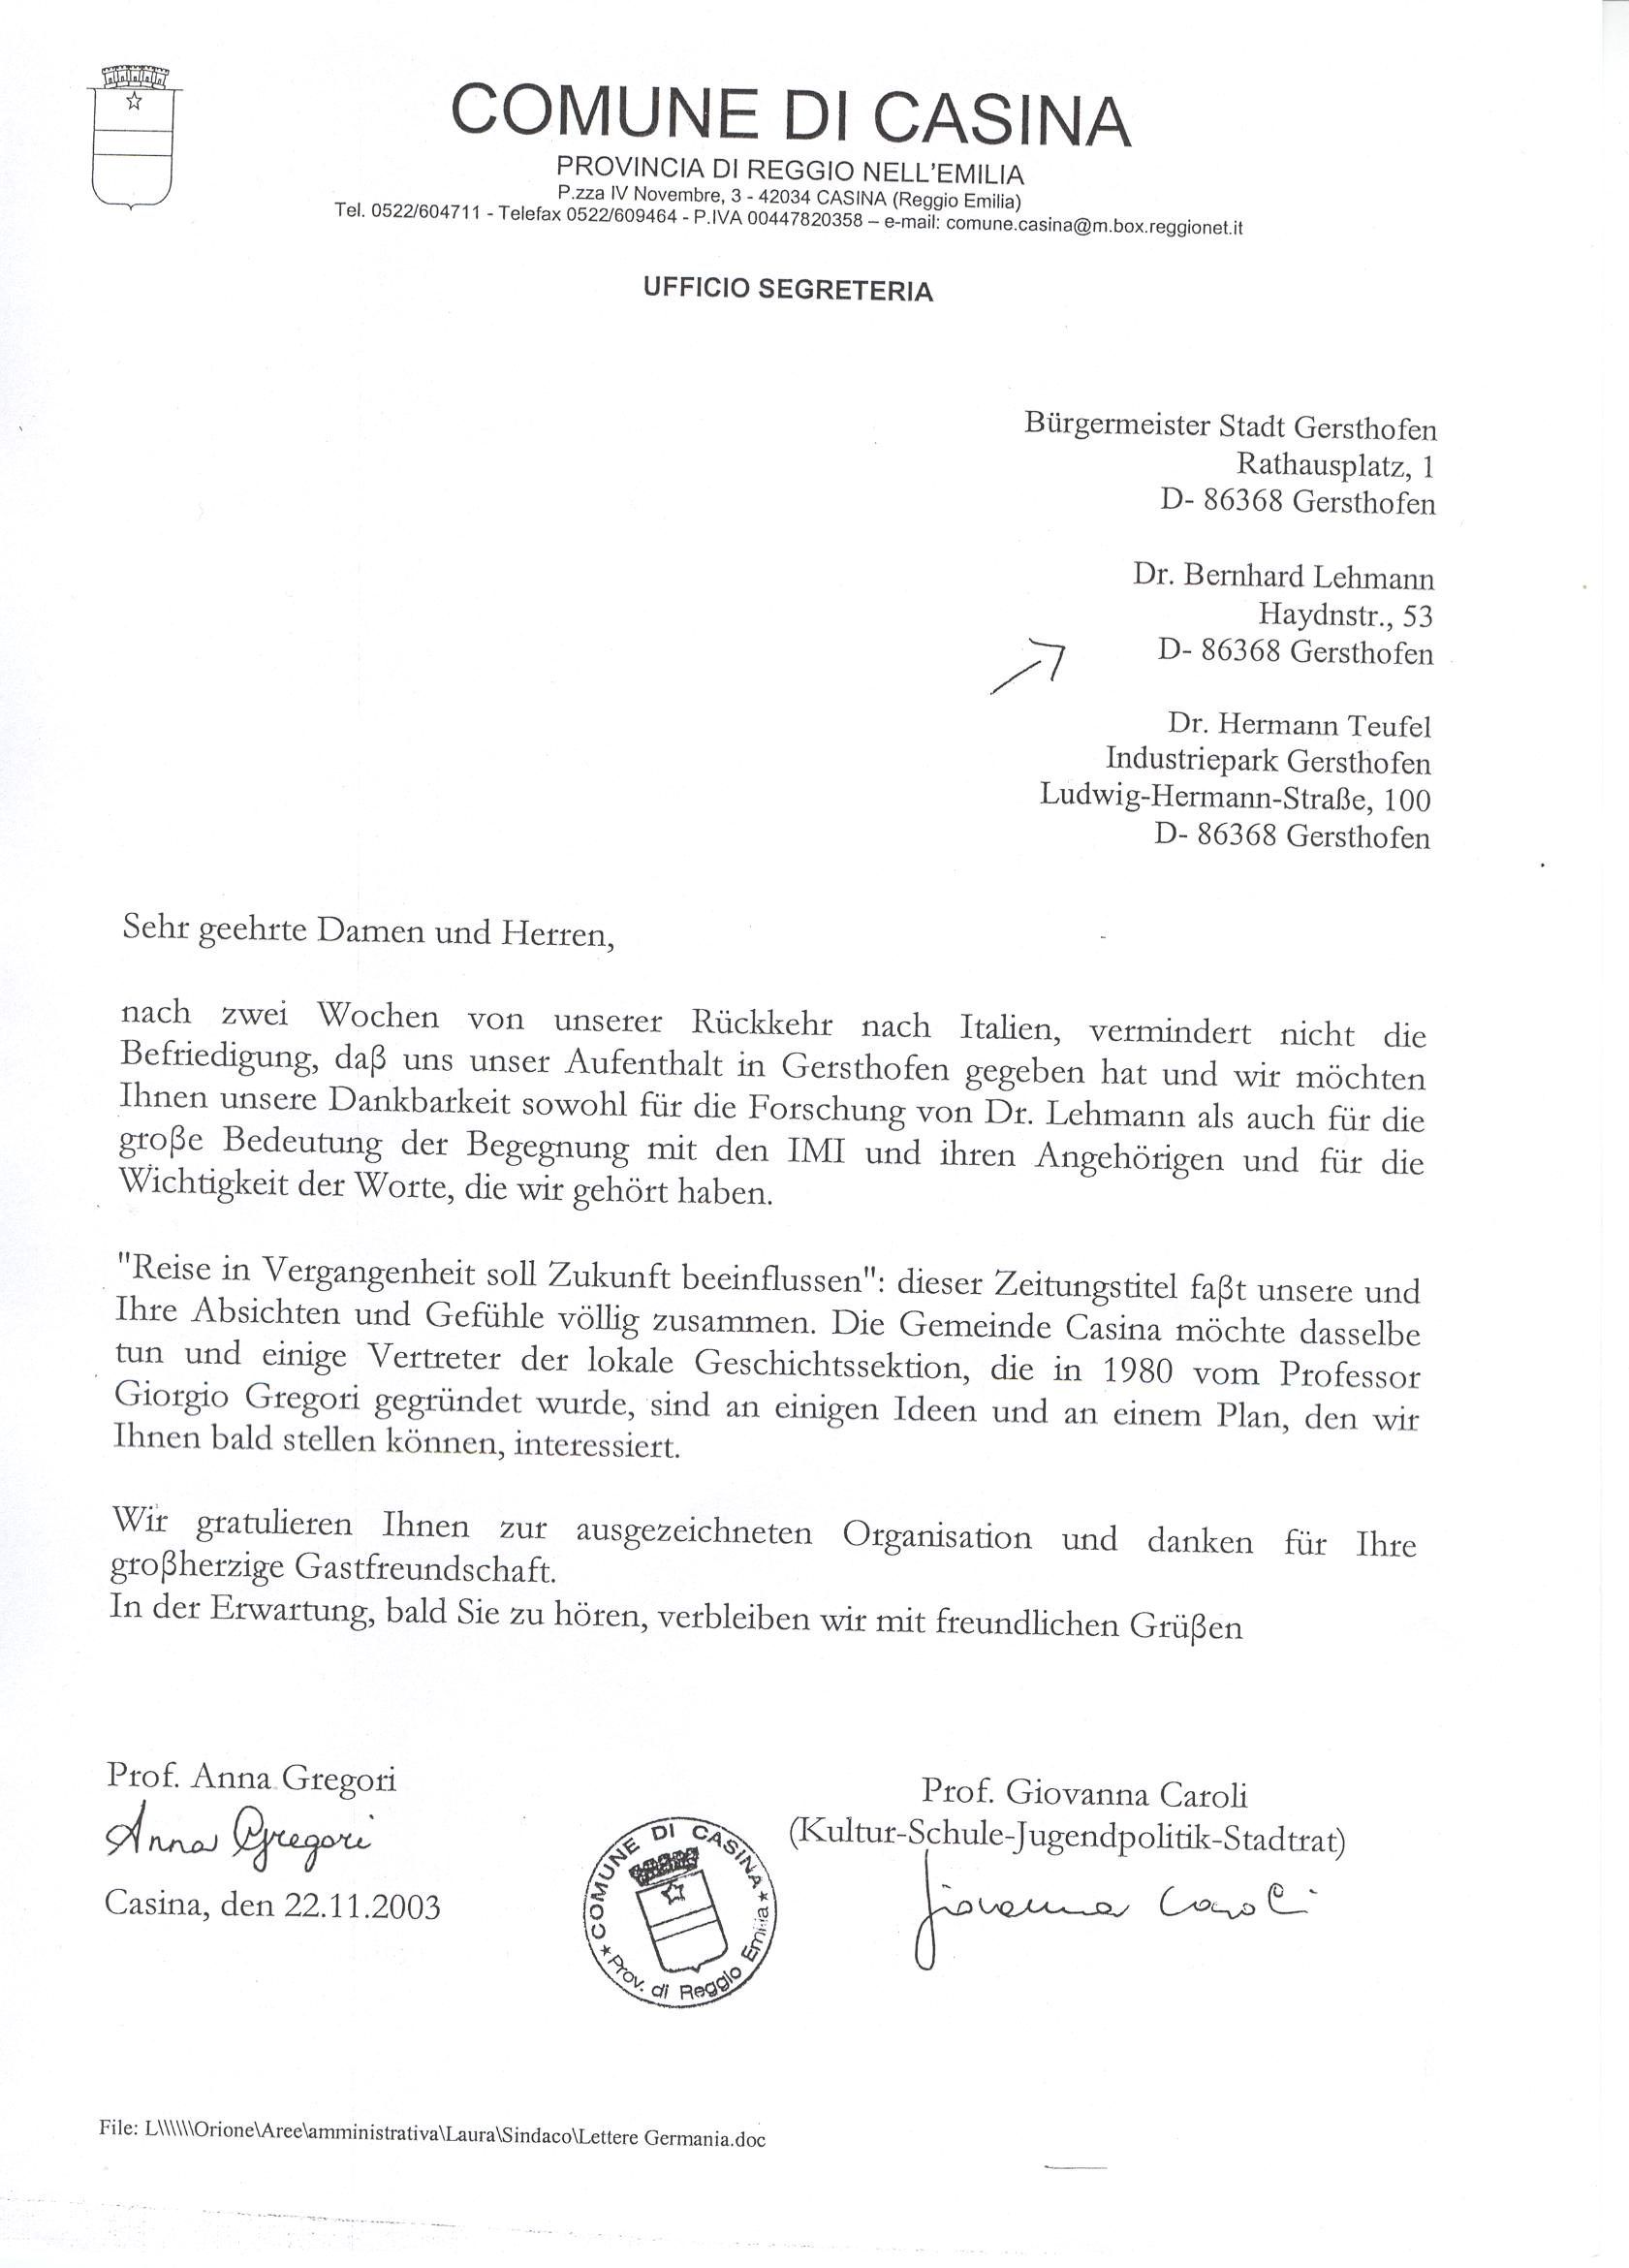 COMUNE DI CASINA
PROVINCIA DI REGGIO NELL'EMILIA
P.zza IV Novembre, 3 - 42034 CASINA (Reggio Emilia)
Tel. 0522/604711 - Telefax 0522/609464 - P.IVA 00447820358 – e-mail: comune.casina@m.box.reggionet.it
UFFICIO SEGRETERIA
Bürgermeister Stadt Gersthofen
Rathausplatz, 1
D- 86368 Gersthofen
Dr. Bernhard Lehmann
Haydnstr., 53
D- 86368 Gersthofen
Dr. Hermann Teufel
Industriepark Gersthofen
Ludwig-Hermann-Straße, 100
D- 86368 Gersthofen
Sehr geehrte Damen und Herren,
nach zwei Wochen von unserer Rückkehr nach Italien, vermindert nicht die
Befriedigung, daß uns unser Aufenthalt in Gersthofen gegeben hat und wir möchten
Ihnen unsere Dankbarkeit sowohl für die Forschung von Dr. Lehmann als auch für die
große Bedeutung der Begegnung mit den IMI und ihren Angehörigen und für die
Wichtigkeit der Worte, die wir gehört haben.
"Reise in Vergangenheit soll Zukunft beeinflussen": dieser Zeitungstitel faßt unsere und
Ihre Absichten und Gefühle völlig zusammen. Die Gemeinde Casina möchte dasselbe
tun und einige Vertreter der lokale Geschichtssektion, die in 1980 vom Professor
Giorgio Gregori gegründet wurde, sind an einigen Ideen und an einem Plan, den wir
Ihnen bald stellen können, interessiert.
Wir gratulieren Ihnen zur ausgezeichneten Organisation und danken für Ihre
großherzige Gastfreundschaft.
In der Erwartung, bald Sie zu hören, verbleiben wir mit freundlichen Grüßen
Prof. Anna Gregori
Anna Gregori
Casina, den 22.11.2003
COMUNE DI CASINA
Prov. di Reggio Emilia
Prof. Giovanna Caroli
(Kultur-Schule-Jugendpolitik-Stadtrat)
Giovanna Caroli
File: L\\\\\\Orione\Aree\amministrativa\Laura\Sindaco\Lettere Germania.doc